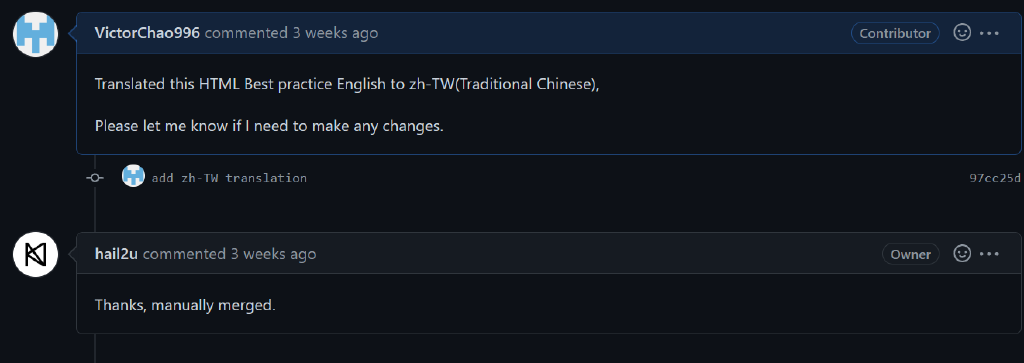 VictorChao996 commented 3 weeks ago Contributor
Translated this HTML Best practice English to zh-TW(Traditional Chinese),
Please let me know if I need to make any changes.
add zh-TW translation 97cc25d
hail2u commented 3 weeks ago Owner
Thanks, manually merged.